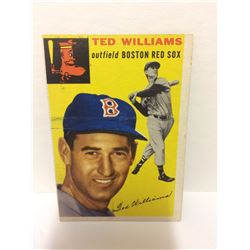 TED WILLIAMS
outfield BOSTON RED SOX
B
Ted Williams